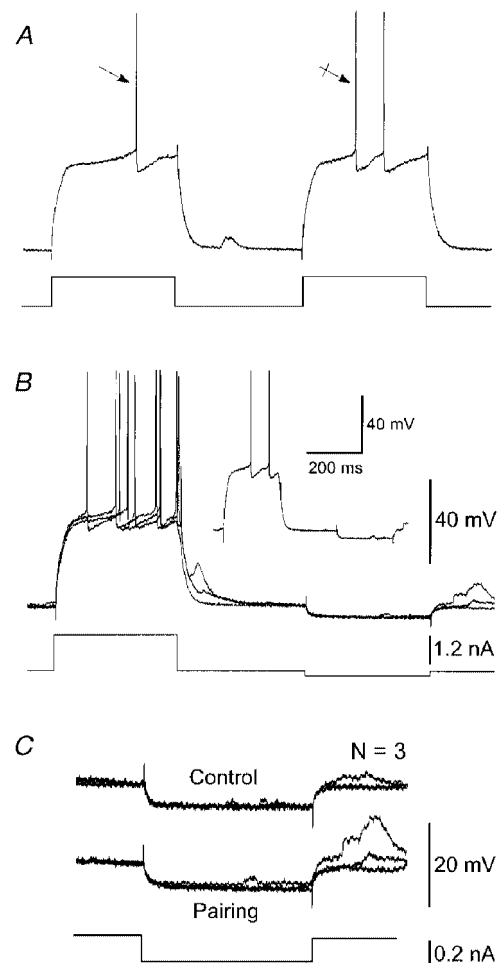 A
B
40 mV
200 ms
40 mV
1.2 nA
C
N = 3
Control
20 mV
Pairing
0.2 nA